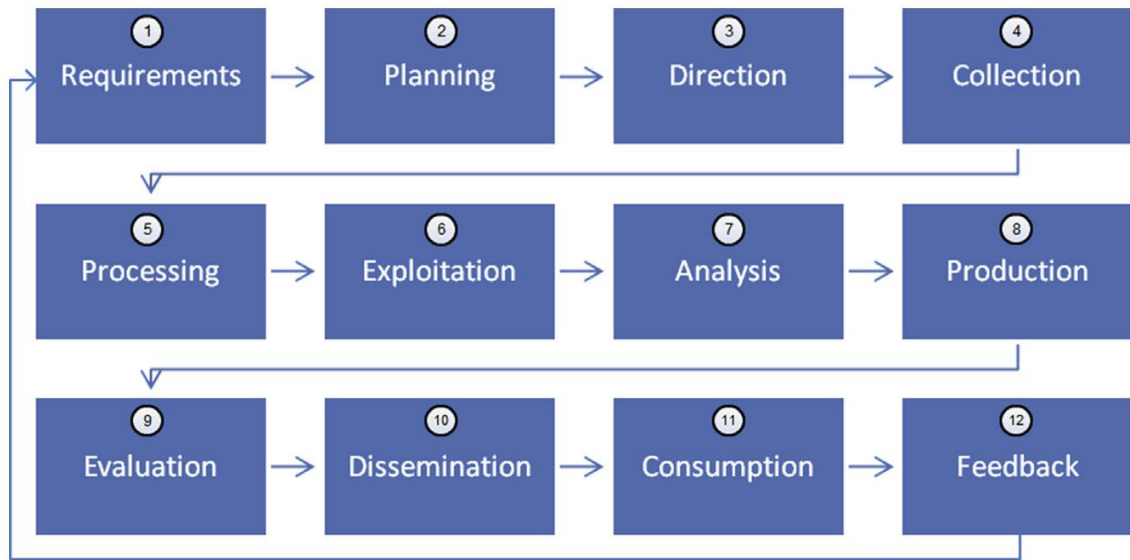 1
Requirements
2
Planning
3
Direction
4
Collection
5
Processing
6
Exploitation
7
Analysis
8
Production
9
Evaluation
10
Dissemination
11
Consumption
12
Feedback